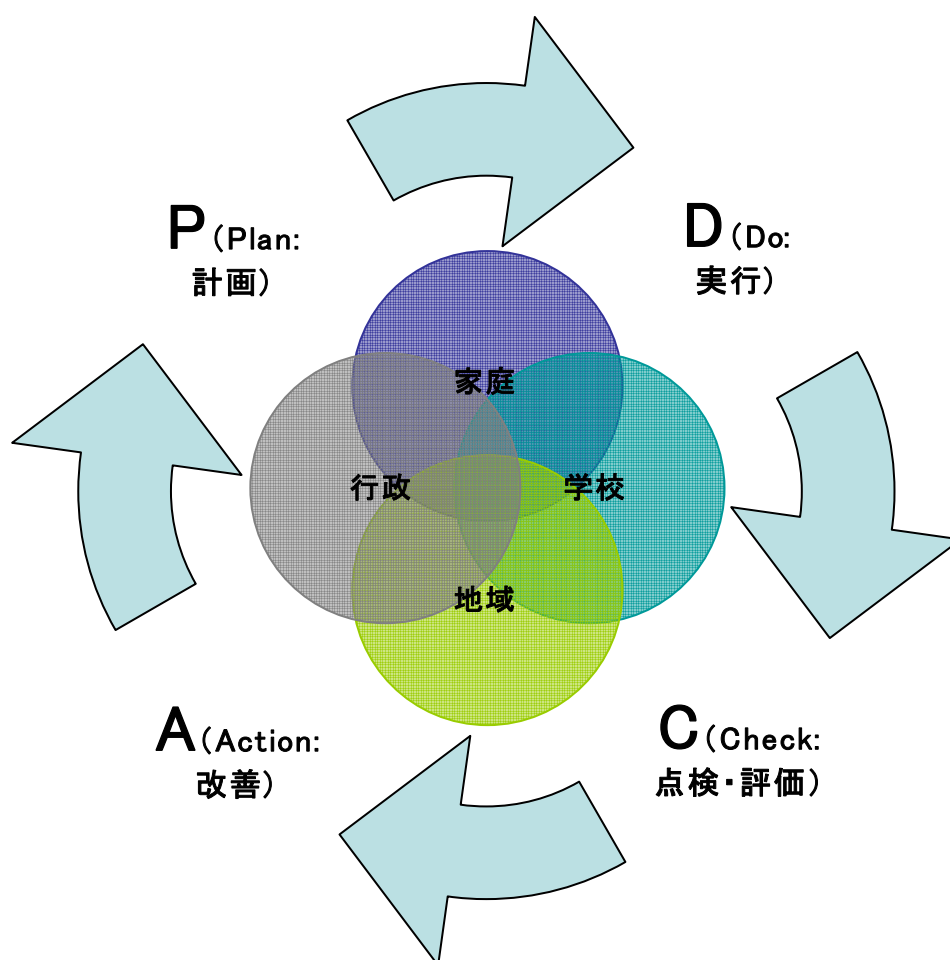 P(Plan:
計画)
D(Do:
実行)
家庭
行政
学校
地域
A(Action:
改善)
C(Check:
点検・評価)